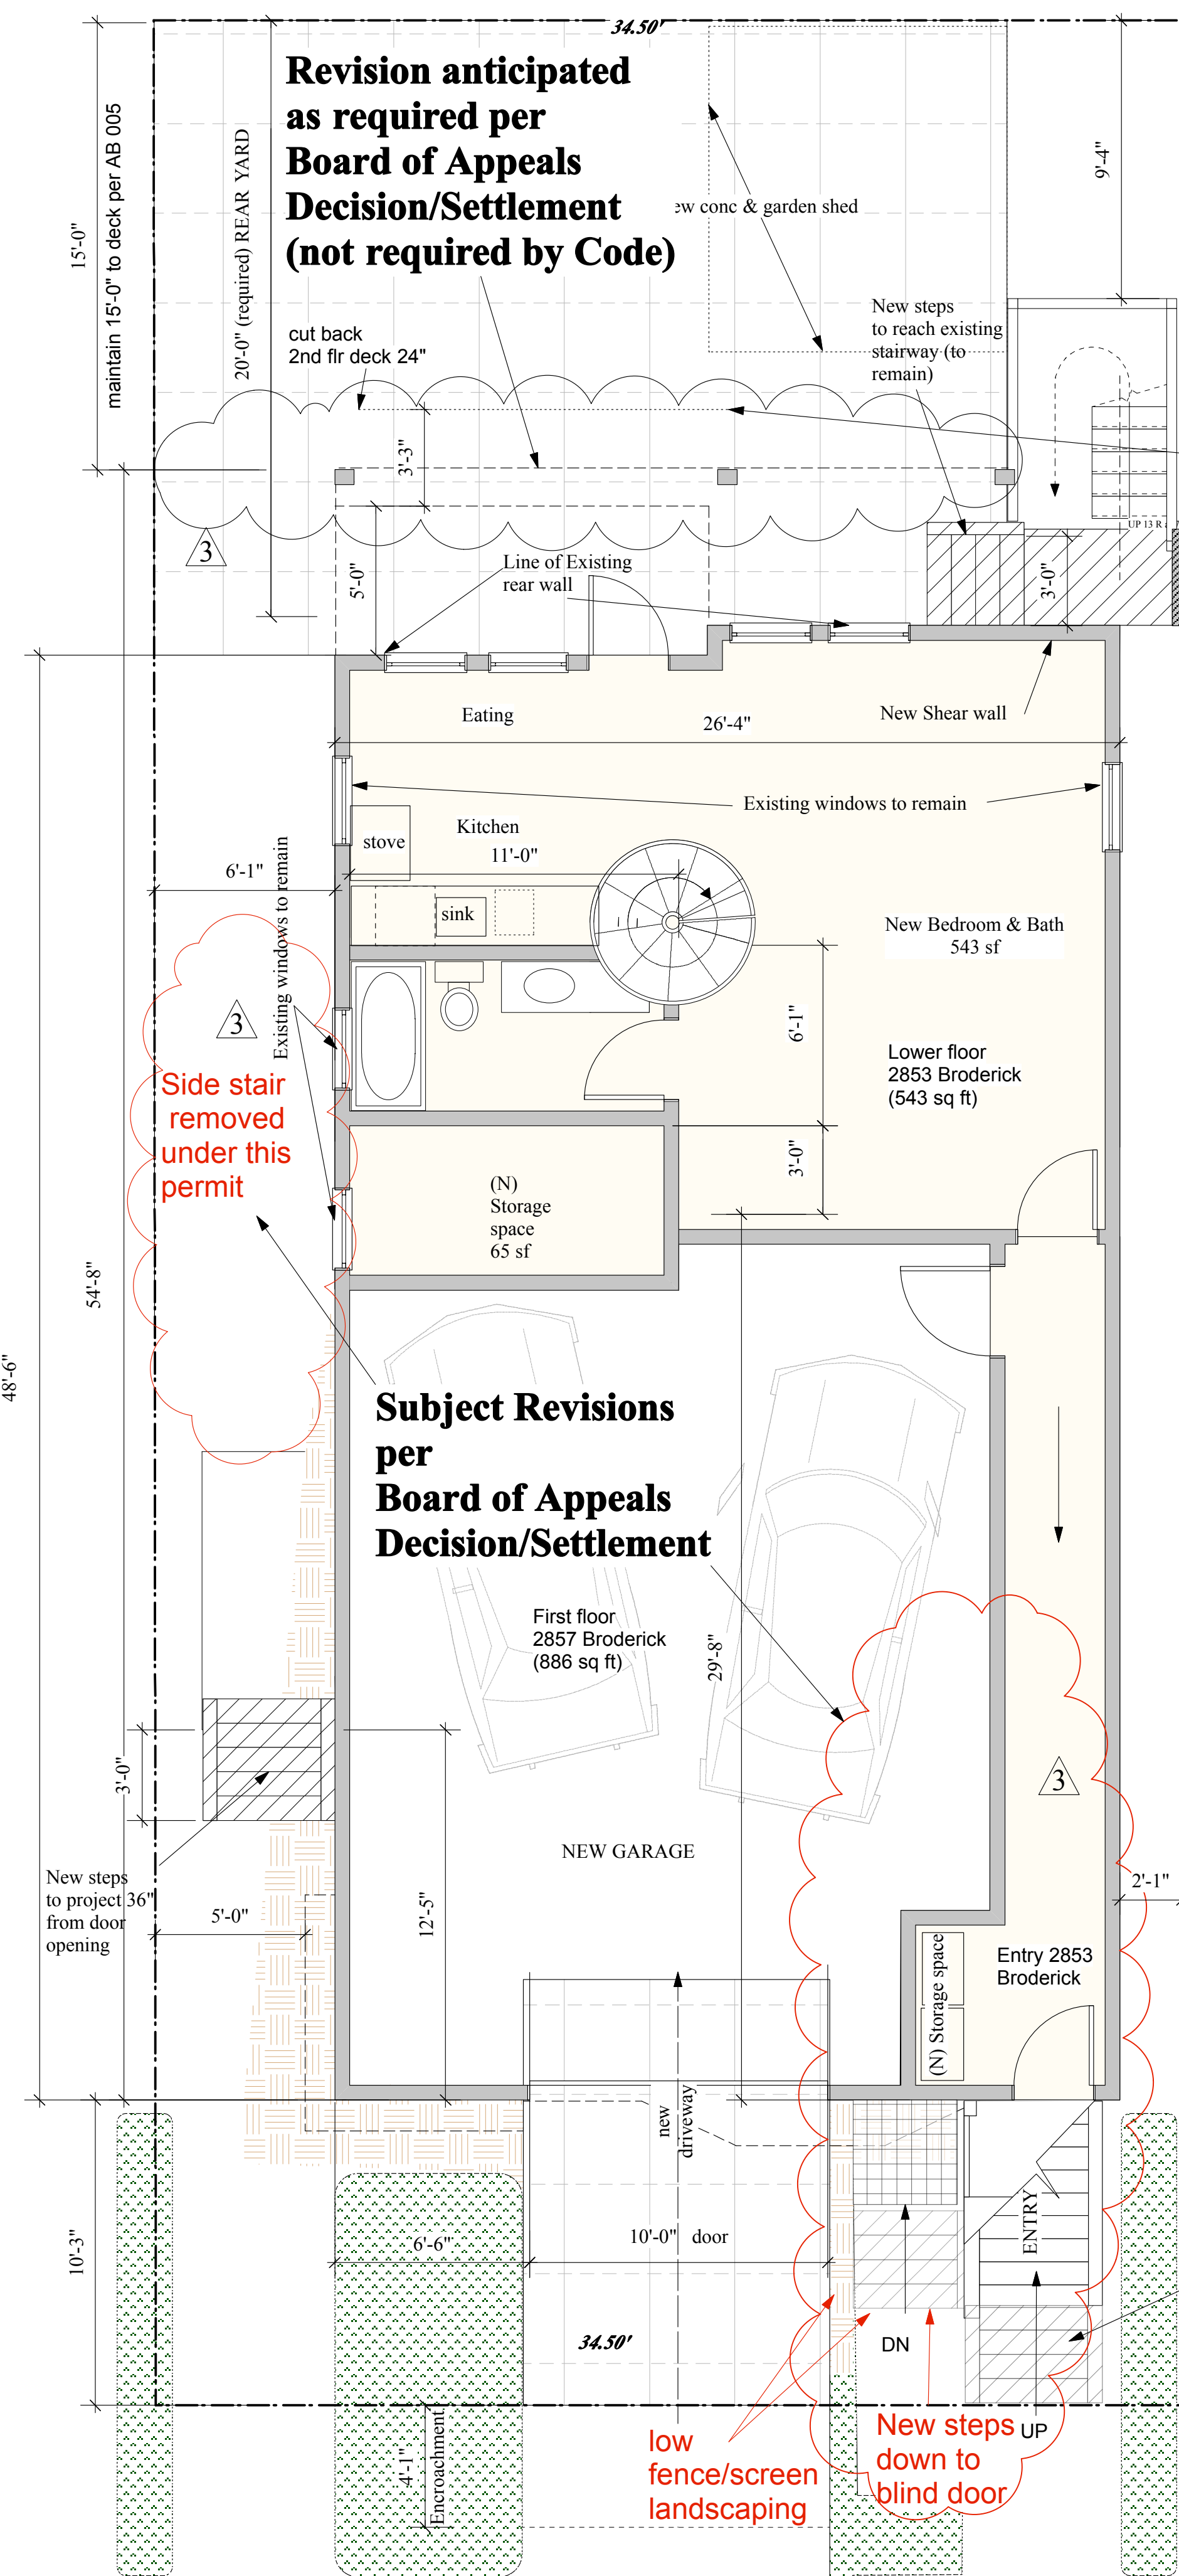 34.50'
Revision anticipated
as required per
Board of Appeals
Decision/Settlement
(not required by Code)
15'-0"
maintain 15'-0" to deck per AB 005
20'-0" (required) REAR YARD
9'-4"
ew conc & garden shed
cut back
2nd flr deck 24"
New steps
to reach existing
stairway (to
remain)
3'-3"
3
5'-0"
Line of Existing
rear wall
UP 13 R
3'-0"
Eating
26'-4"
New Shear wall
Existing windows to remain
stove
Kitchen
11'-0"
6'-1"
Existing windows to remain
sink
New Bedroom & Bath
543 sf
3
6'-1"
Lower floor
2853 Broderick
(543 sq ft)
Side stair
removed
under this
permit
3'-0"
(N)
Storage
space
65 sf
54'-8"
48'-6"
Subject Revisions
per
Board of Appeals
Decision/Settlement
First floor
2857 Broderick
(886 sq ft)
29'-8"
3'-0"
3
NEW GARAGE
New steps
to project 36"
from door
opening
5'-0"
12'-5"
2'-1"
(N) Storage space
Entry 2853
Broderick
new
driveway
10'-3"
6'-6"
10'-0" door
ENTRY
34.50'
DN
UP
4'-1"
Encroachment
low
fence/screen
landscaping
New steps
down to
blind door